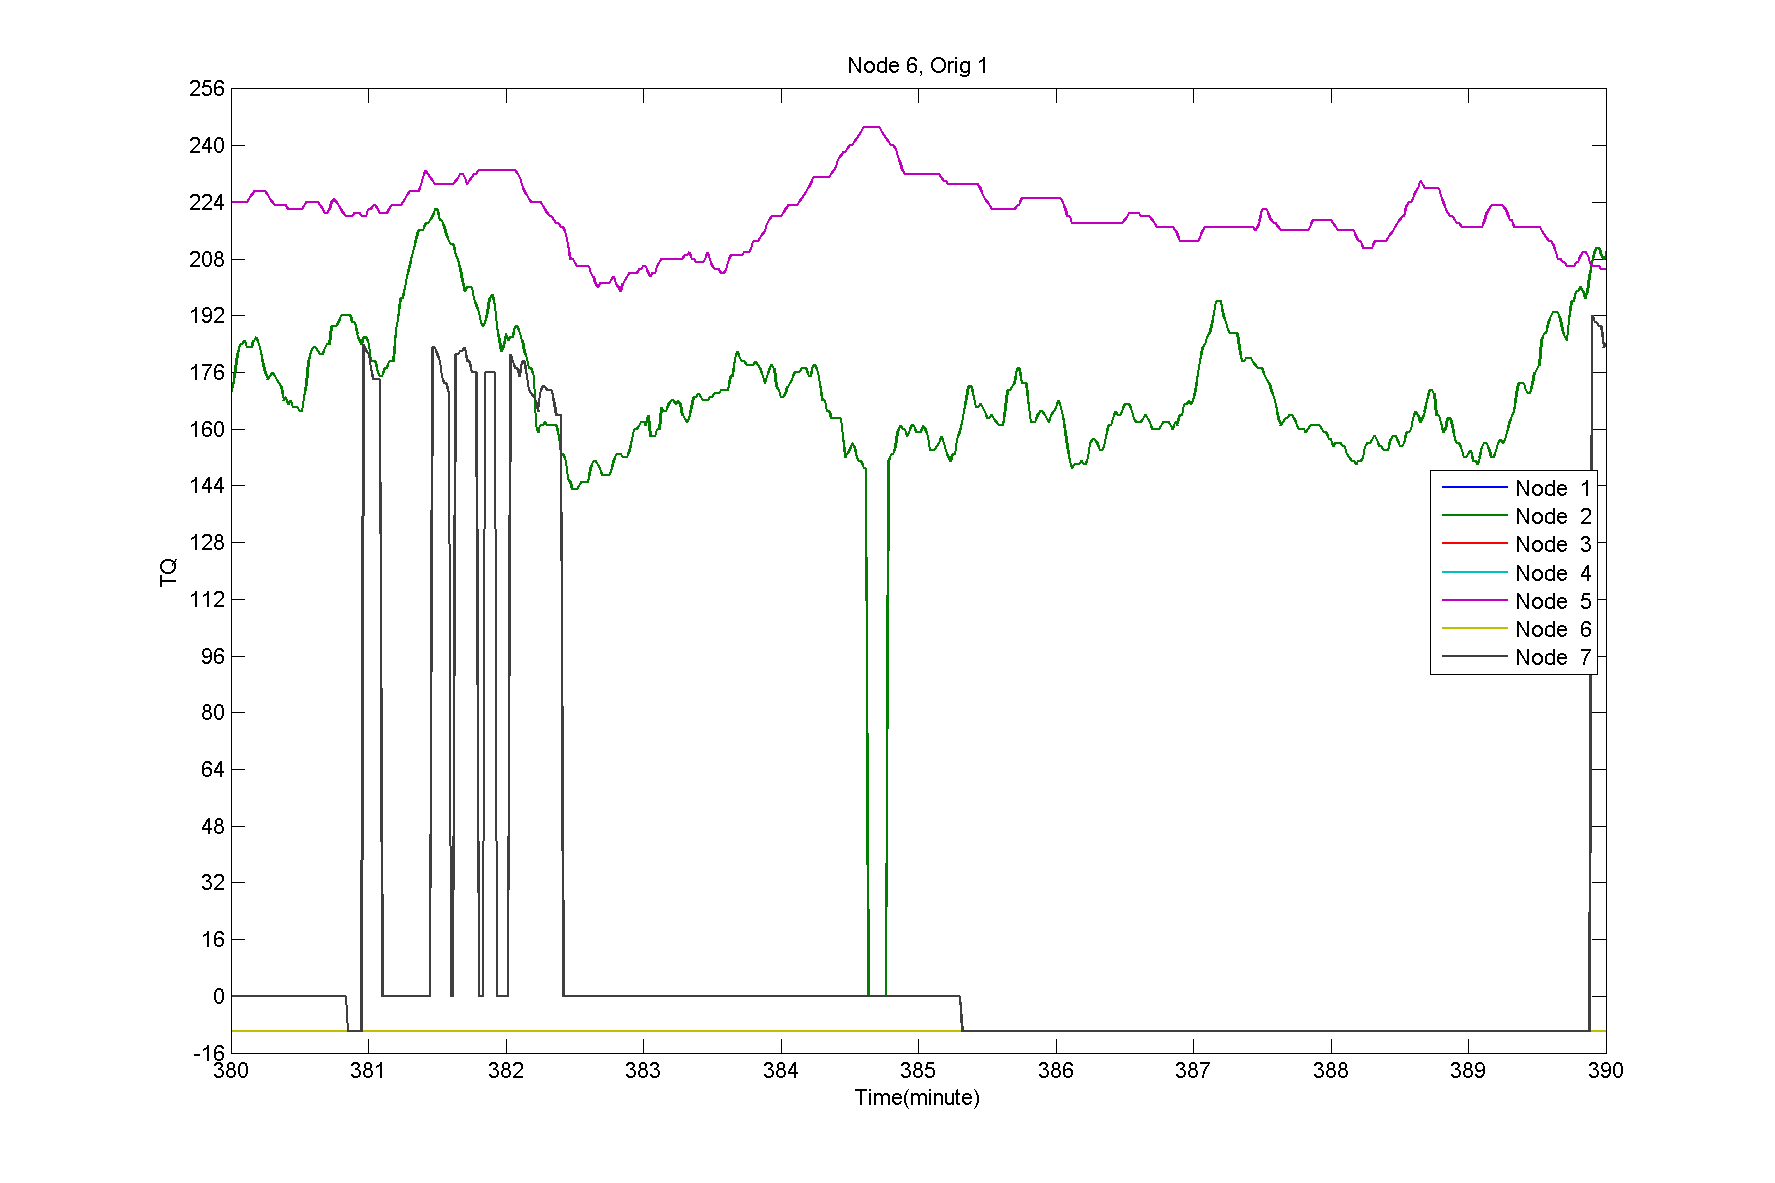 Node 6, Orig 1
256
240
224
208
192
176
160
144
128
112
96
80
64
48
32
16
0
-16
TQ
Node 1
Node 2
Node 3
Node 4
Node 5
Node 6
Node 7
380 381 382 383 384 385 386 387 388 389 390
Time(minute)